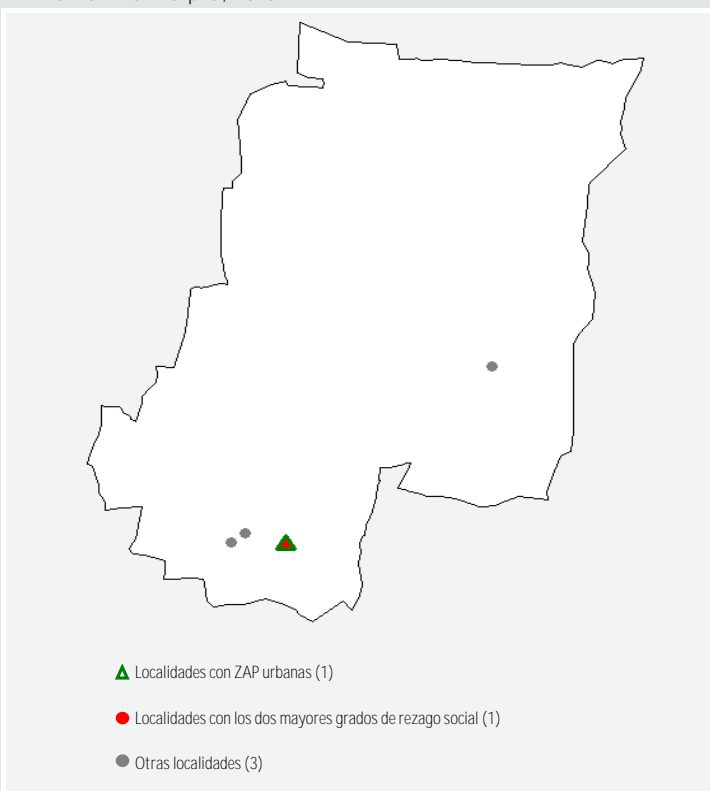 Localidades con ZAP urbanas (1)
Localidades con los dos mayores grados de rezago social (1)
Otras localidades (3)